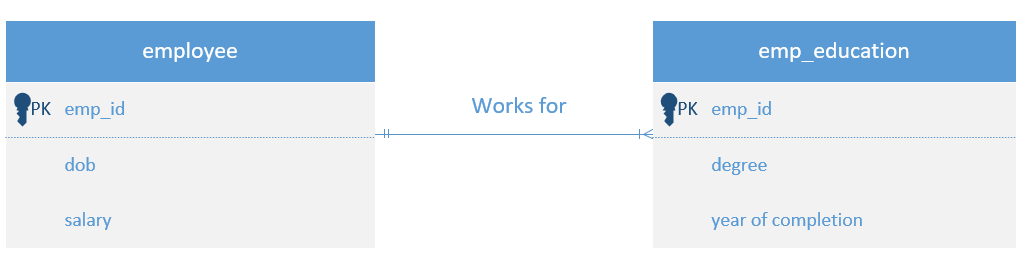 employee
PK emp_id
dob
salary
Works for
emp_education
PK emp_id
degree
year of completion